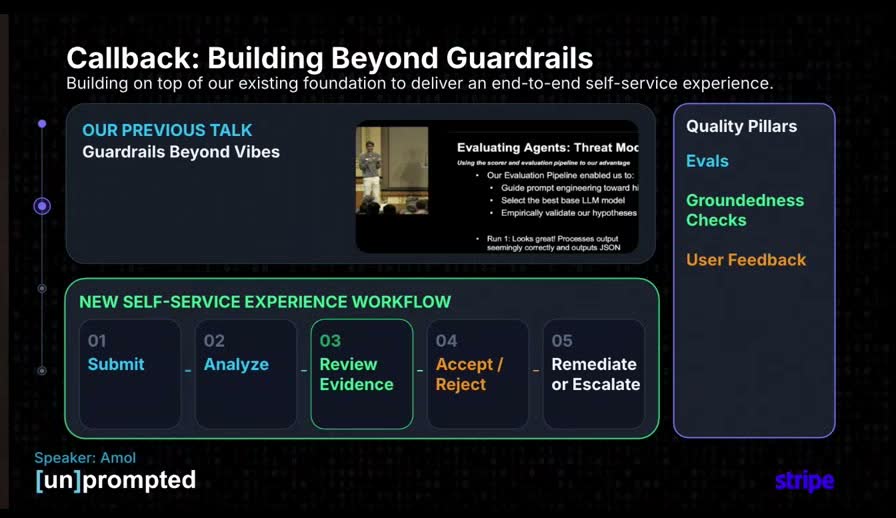 Callback: Building Beyond Guardrails
Building on top of our existing foundation to deliver an end-to-end self-service experience.
OUR PREVIOUS TALK
Guardrails Beyond Vibes
Evaluating Agents: Threat Moc
Using the scorer and evaluation pipeline to our advantage
• Our Evaluation Pipeline enabled us to:
• Guide prompt engineering toward hi
• Select the best base LLM model
• Empirically validate our hypotheses
• Run 1: Looks great! Processes output
seemingly correctly and outputs JSON
Quality Pillars
Evals
Groundedness
Checks
User Feedback
NEW SELF-SERVICE EXPERIENCE WORKFLOW
01
Submit
02
Analyze
03
Review
Evidence
04
Accept /
Reject
05
Remediate
or Escalate
Speaker: Amol
[un]prompted
stripe